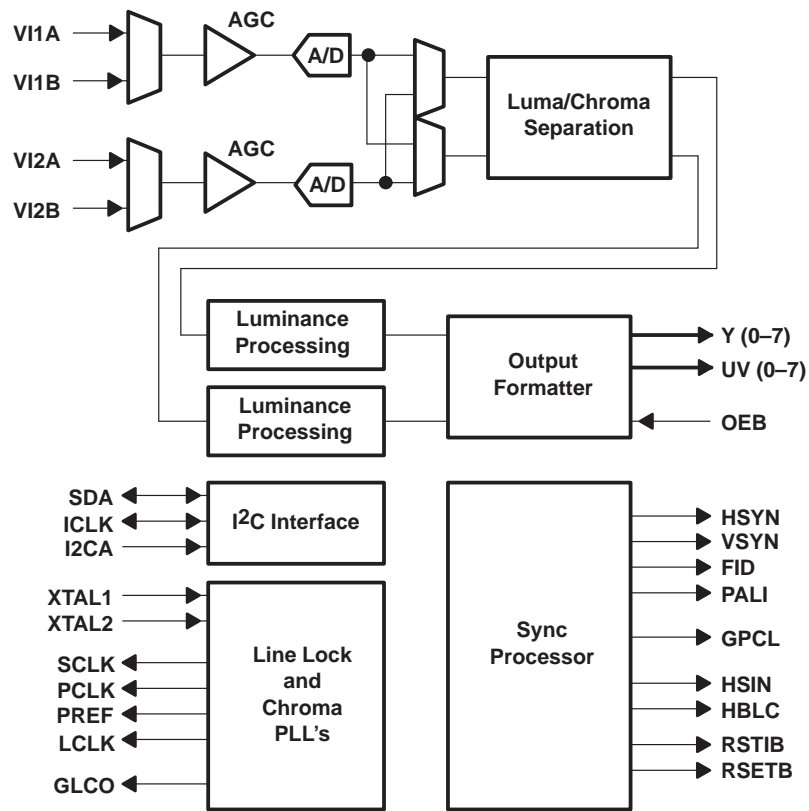 AGC
VI1A
A/D
VI1B
Luma/Chroma
Separation
AGC
VI2A
A/D
VI2B
Luminance
Processing
Output
Formatter
Y (0–7)
UV (0–7)
OEB
Luminance
Processing
SDA
ICLK
I2CA
I2C Interface
HSYN
VSYN
FID
PALI
GPCL
HSIN
HBLC
RSTIB
RSETB
Sync
Processor
XTAL1
XTAL2
SCLK
PCLK
PREF
LCLK
GLCO
Line Lock
and
Chroma
PLL's